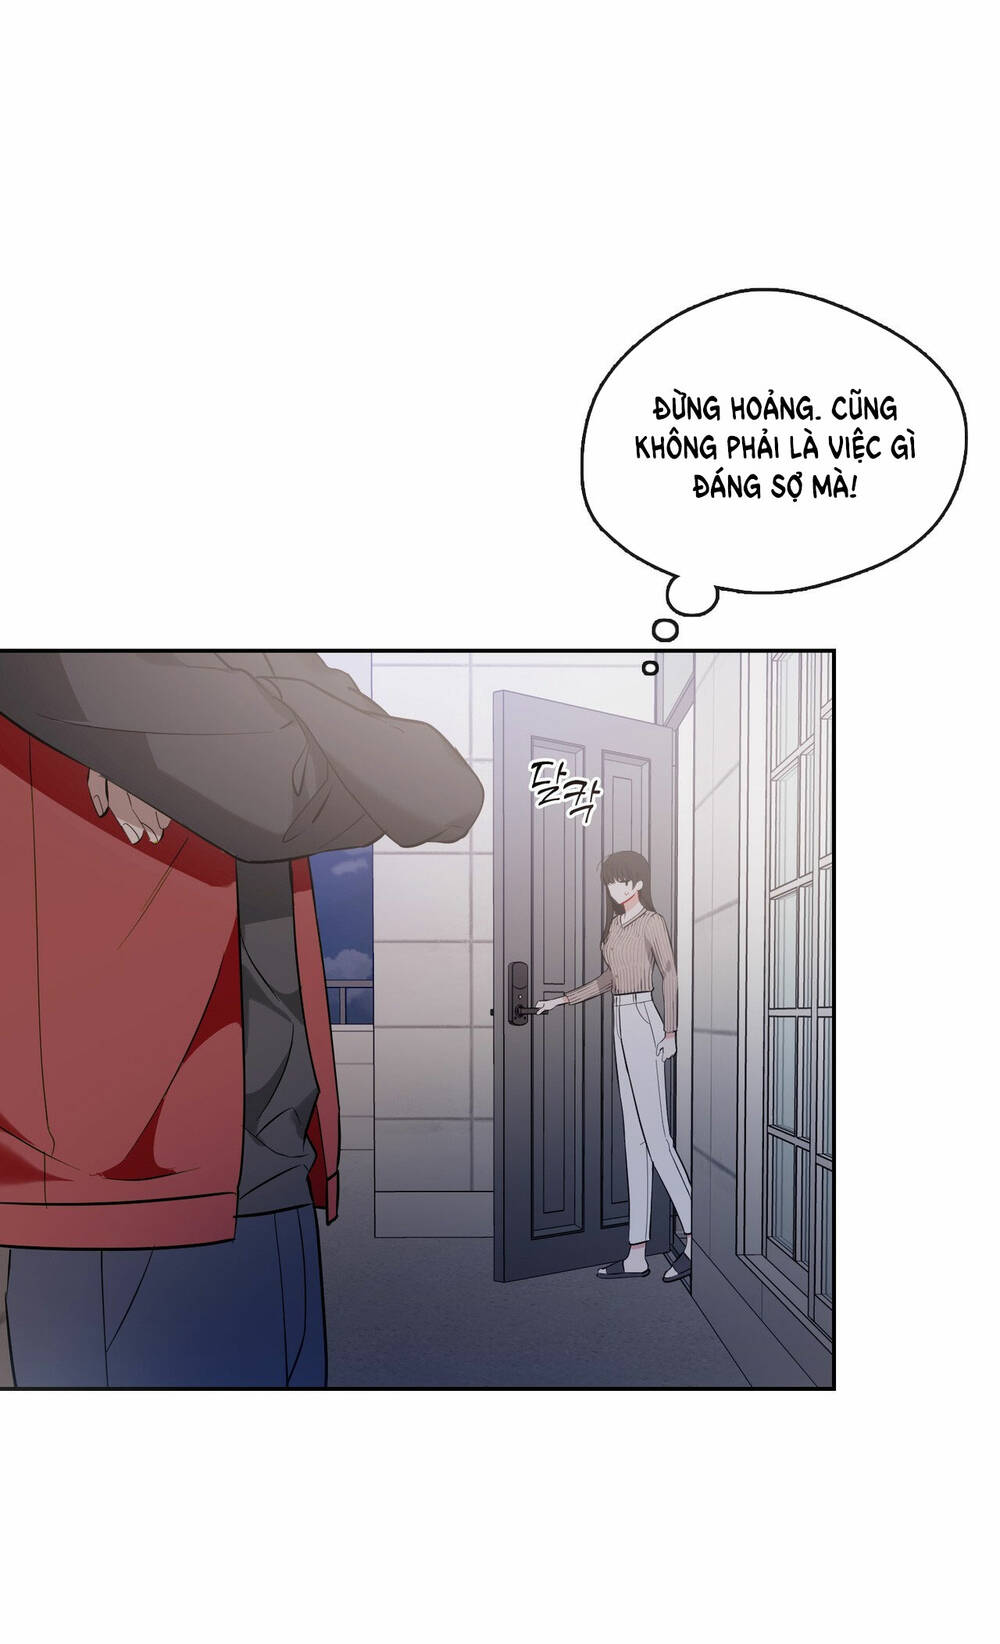 ĐỪNG HOẢNG. CŨNG
KHÔNG PHẢI LÀ VIỆC GÌ
ĐÁNG SỢ MÀ!
달칵